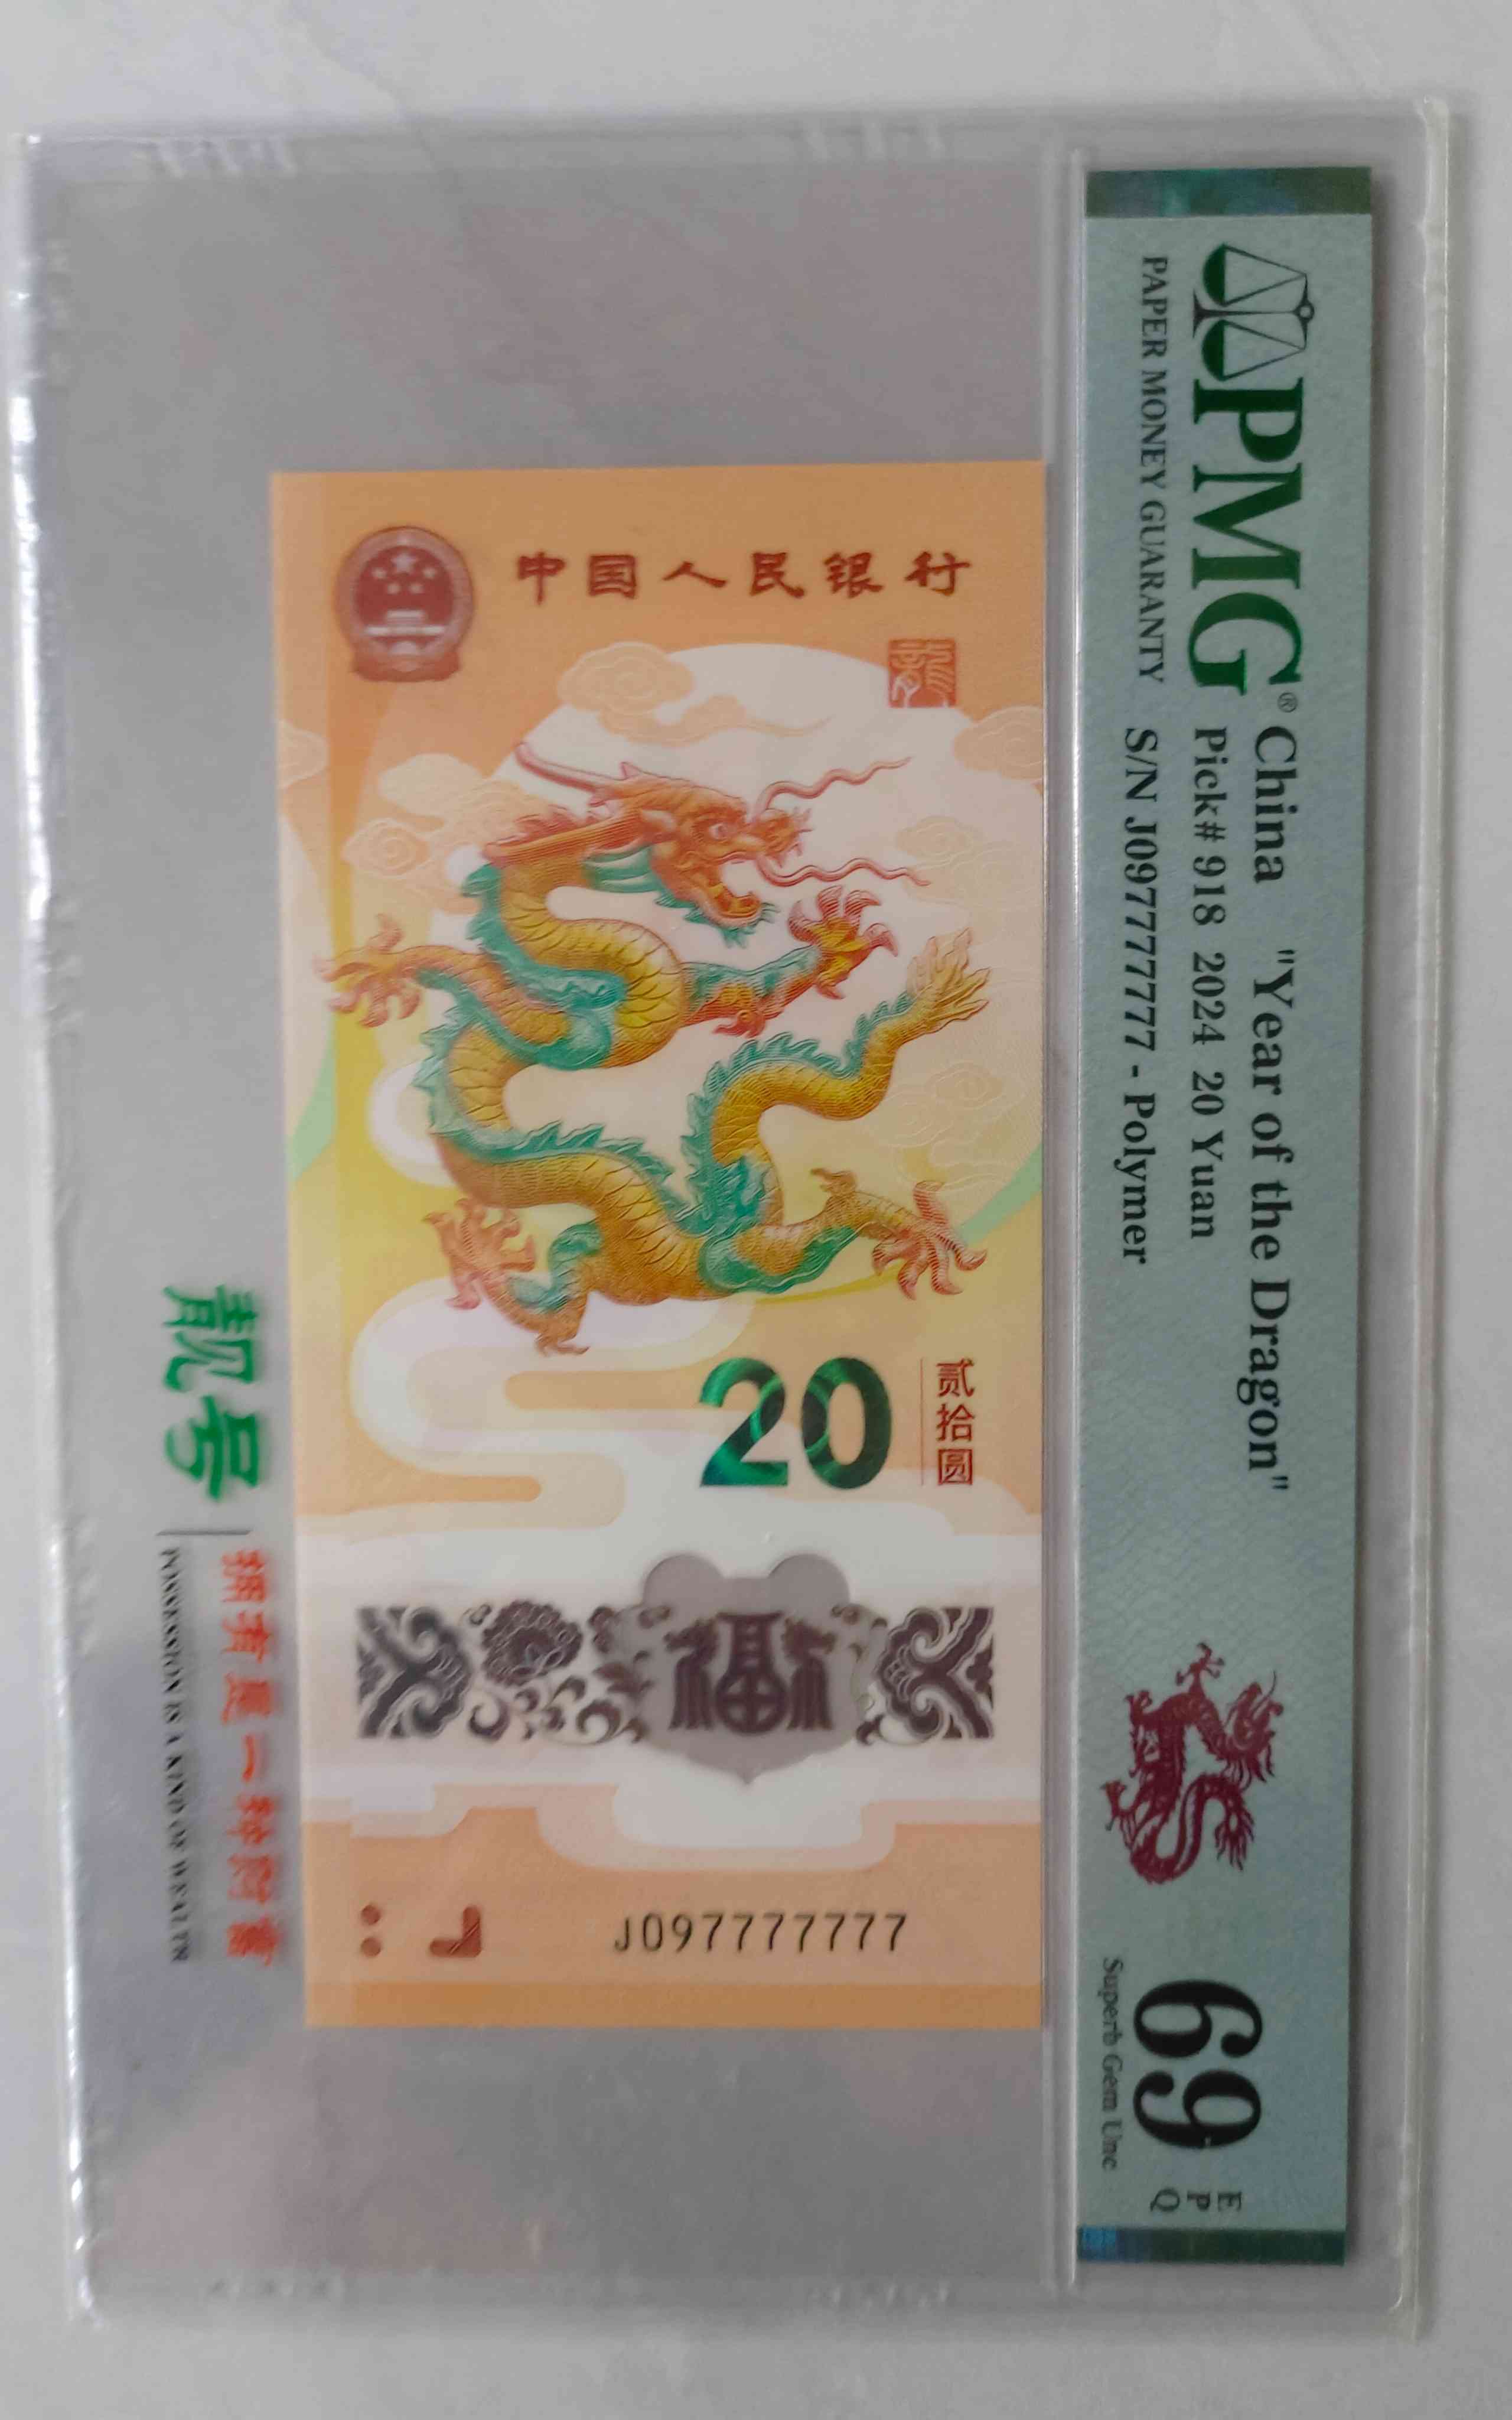 PMG®
PAPER MONEY GUARANTY
China "Year of the Dragon"
Pick# 918 2024 20 Yuan
S/N J097777777 - Polymer
69
EPQ
Superb Gem Unc
中国人民银行
龍
贰拾圆
20
福
J097777777
靓号
拥有是一种财富
POSSESSION IS A KIND OF WEALTH